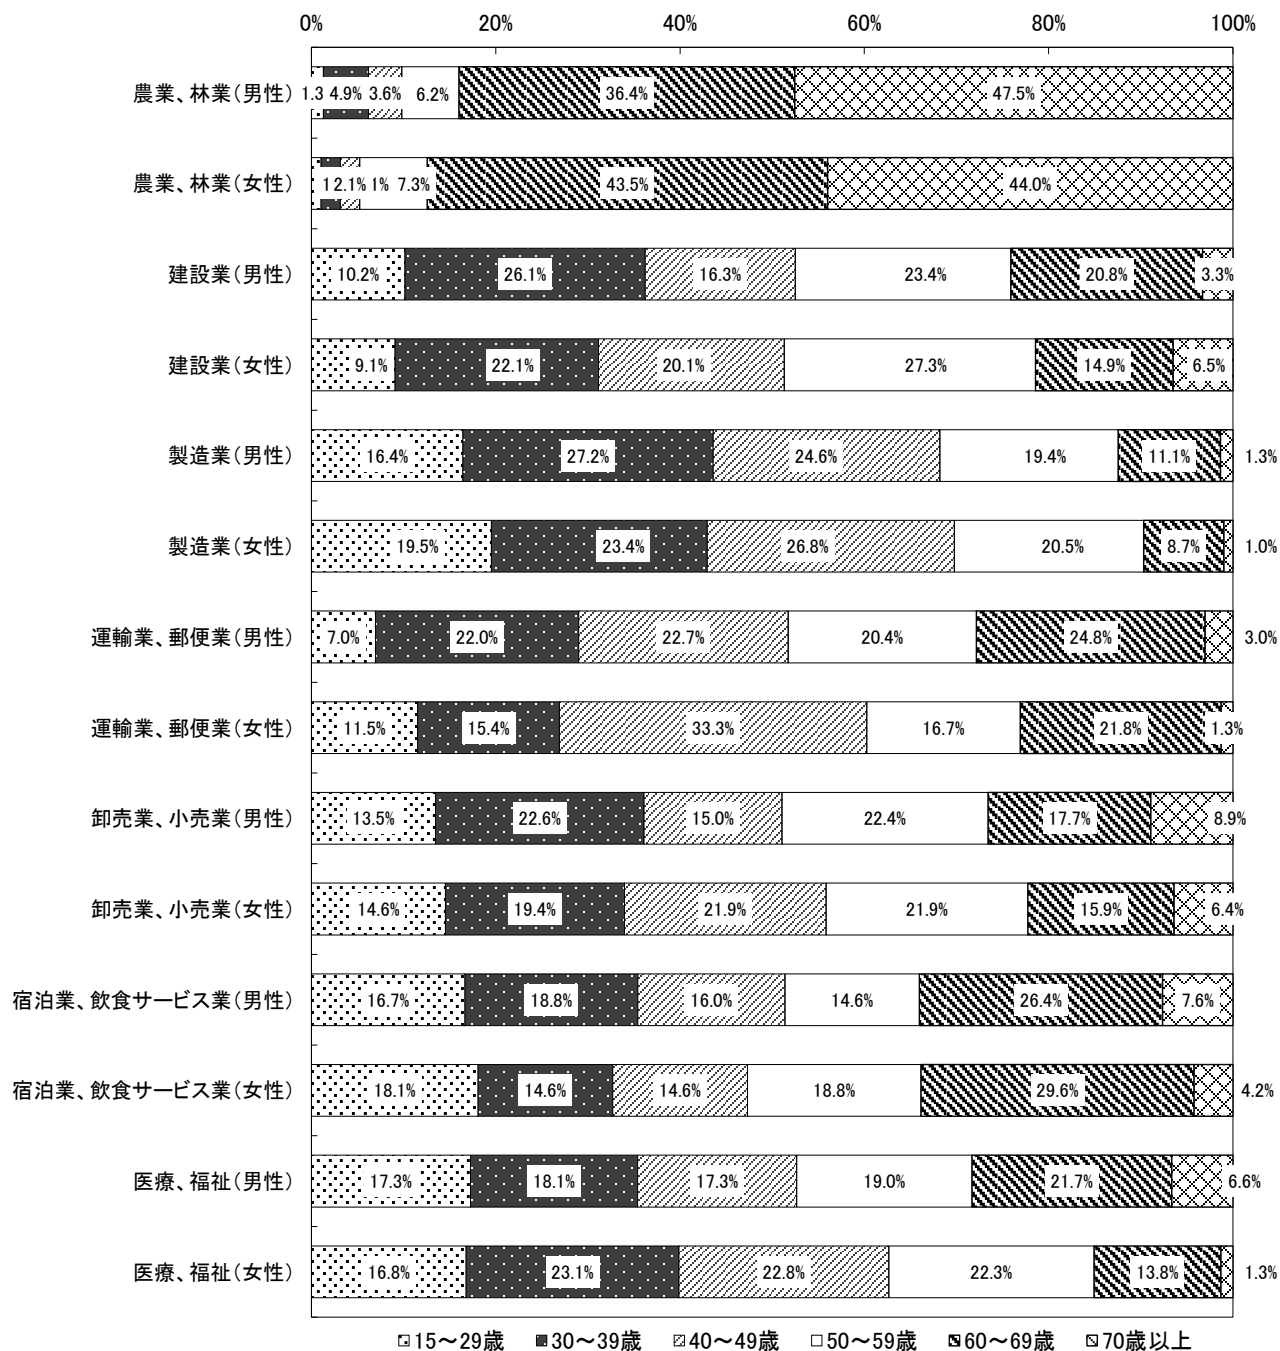 0% 20% 40% 60% 80% 100%
農業、林業(男性) 1.3 4.9% 3.6% 6.2% 36.4% 47.5%
農業、林業(女性) 1 2.1% 1% 7.3% 43.5% 44.0%
建設業(男性) 10.2% 26.1% 16.3% 23.4% 20.8% 3.3%
建設業(女性) 9.1% 22.1% 20.1% 27.3% 14.9% 6.5%
製造業(男性) 16.4% 27.2% 24.6% 19.4% 11.1% 1.3%
製造業(女性) 19.5% 23.4% 26.8% 20.5% 8.7% 1.0%
運輸業、郵便業(男性) 7.0% 22.0% 22.7% 20.4% 24.8% 3.0%
運輸業、郵便業(女性) 11.5% 15.4% 33.3% 16.7% 21.8% 1.3%
卸売業、小売業(男性) 13.5% 22.6% 15.0% 22.4% 17.7% 8.9%
卸売業、小売業(女性) 14.6% 19.4% 21.9% 21.9% 15.9% 6.4%
宿泊業、飲食サービス業(男性) 16.7% 18.8% 16.0% 14.6% 26.4% 7.6%
宿泊業、飲食サービス業(女性) 18.1% 14.6% 14.6% 18.8% 29.6% 4.2%
医療、福祉(男性) 17.3% 18.1% 17.3% 19.0% 21.7% 6.6%
医療、福祉(女性) 16.8% 23.1% 22.8% 22.3% 13.8% 1.3%
15～29歳 30～39歳 40～49歳 50～59歳 60～69歳 70歳以上